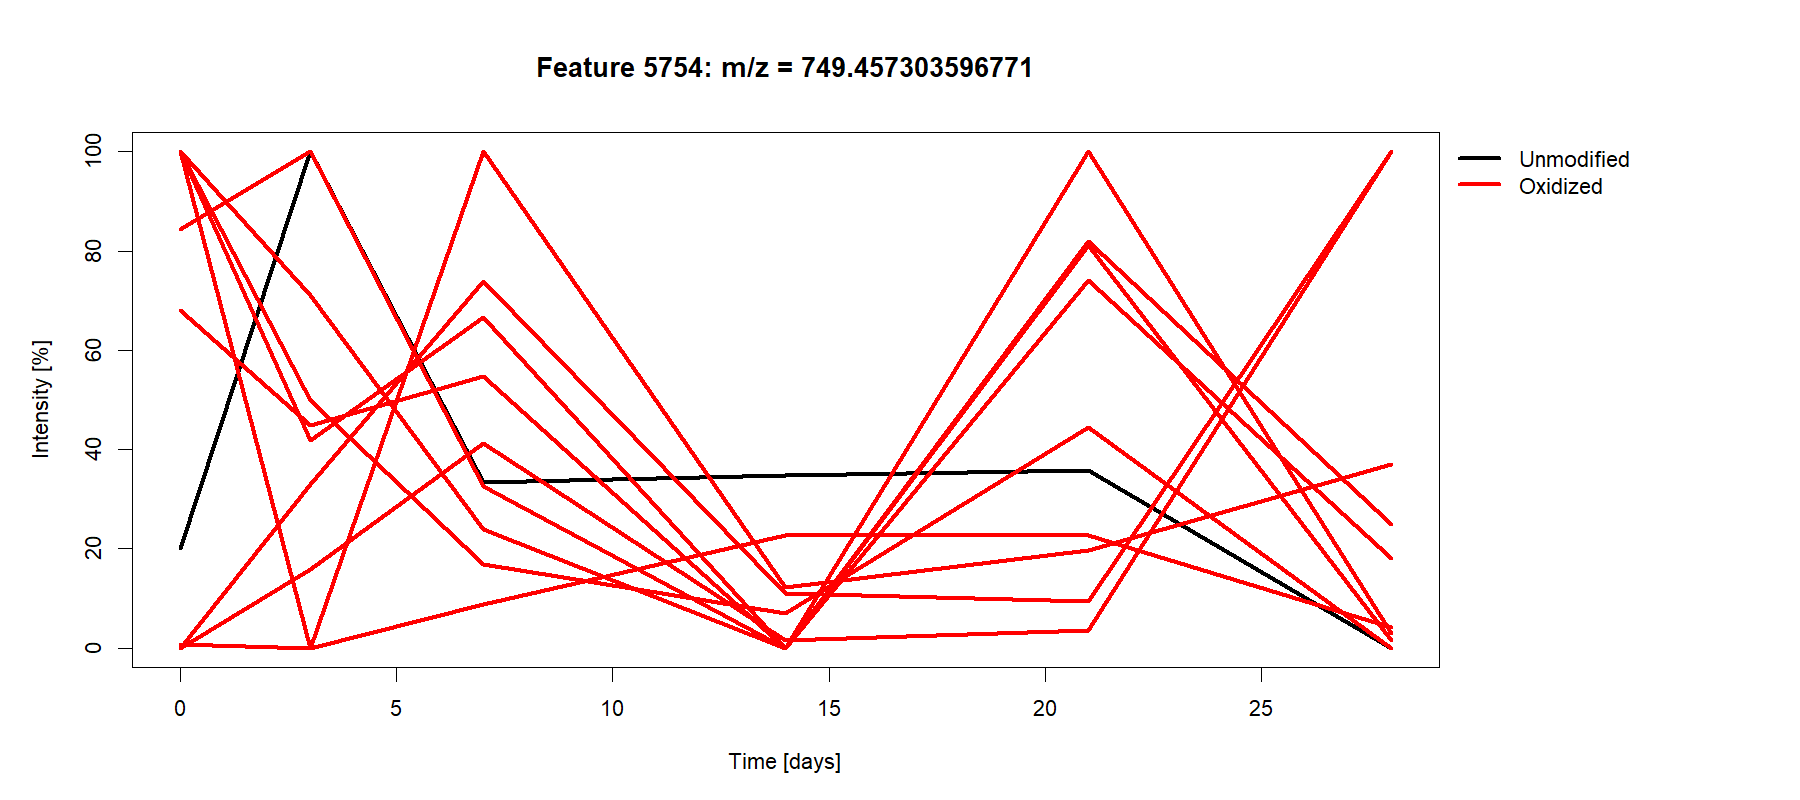 Feature 5754: m/z = 749.457303596771
Unmodified
Oxidized
Intensity [%]
100
80
60
40
20
0
0 5 10 15 20 25
Time [days]